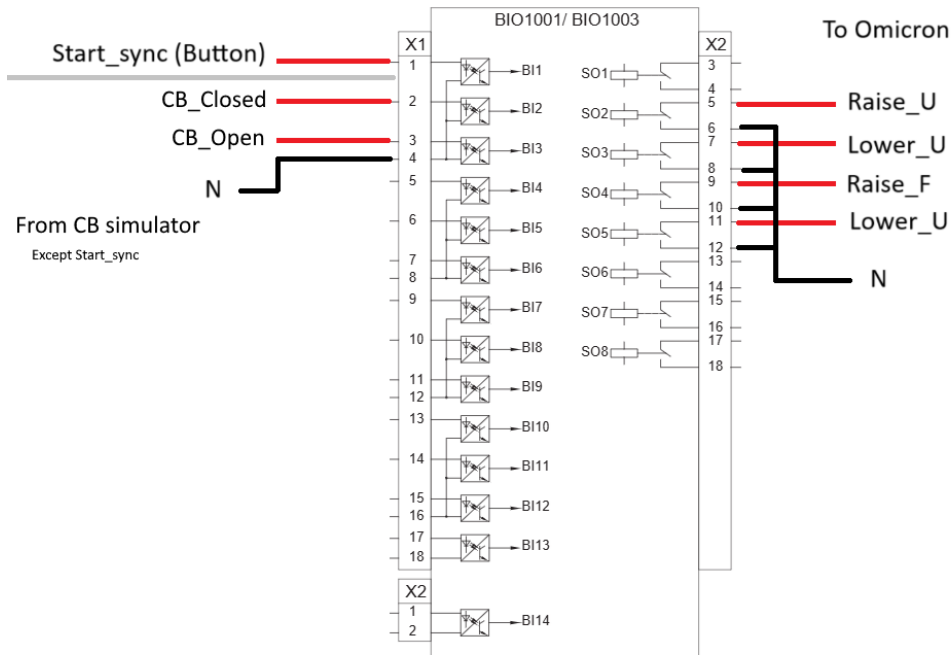 BIO1001/ BIO1003
To Omicron
X1
X2
Start_sync (Button)
1
BI1
SO1
3
4
CB_Closed
2
BI2
SO2
5
Raise_U
6
CB_Open
3
BI3
SO3
7
Lower_U
4
8
N
5
BI4
SO4
9
Raise_F
10
From CB simulator
6
BI5
SO5
11
Lower_U
12
Except Start_sync
7
BI6
SO6
13
8
14
N
9
BI7
SO7
15
16
10
BI8
SO8
17
18
11
BI9
12
13
BI10
14
BI11
15
BI12
16
17
BI13
18
X2
1
BI14
2